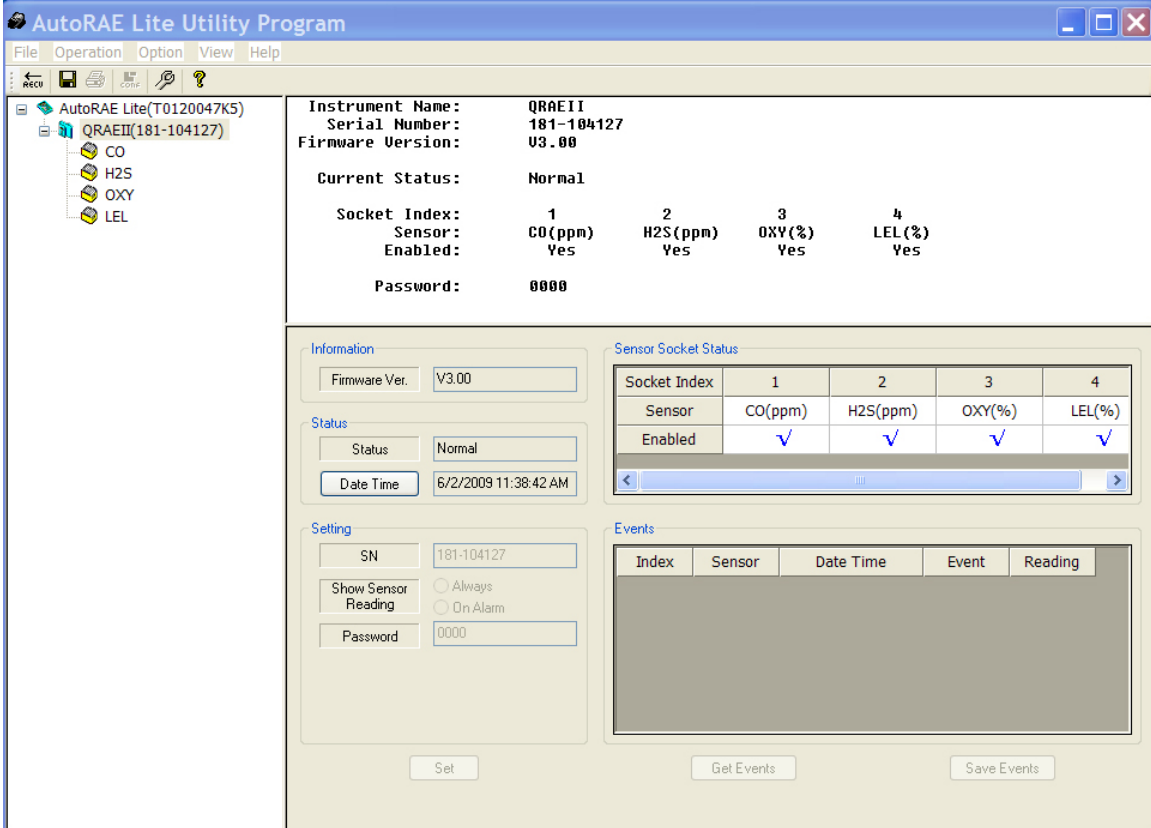 AutoRAE Lite Utility Program
File Operation Option View Help
RECU CONF ?
AutoRAE Lite(T0120047K5)
QRAEII(181-104127)
CO
H2S
OXY
LEL
Instrument Name: QRAEII
Serial Number: 181-104127
Firmware Version: V3.00
Current Status: Normal
Socket Index: 1 2 3 4
Sensor: CO(ppm) H2S(ppm) OXY(%) LEL(%)
Enabled: Yes Yes Yes Yes
Password: 0000
Information
Firmware Ver. V3.00
Status
Status Normal
Date Time 6/2/2009 11:38:42 AM
Setting
SN 181-104127
Show Sensor Reading
Always
On Alarm
Password 0000
Set
Sensor Socket Status
Socket Index 1 2 3 4
Sensor CO(ppm) H2S(ppm) OXY(%) LEL(%)
Enabled √ √ √ √
Events
Index Sensor Date Time Event Reading
Get Events Save Events